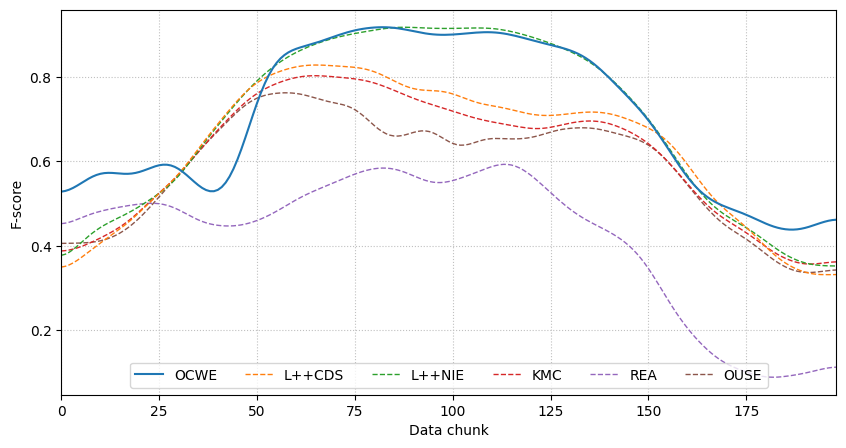 F-score
0.8
0.6
0.4
0.2
OCWE L++CDS L++NIE KMC REA OUSE
0 25 50 75 100 125 150 175
Data chunk